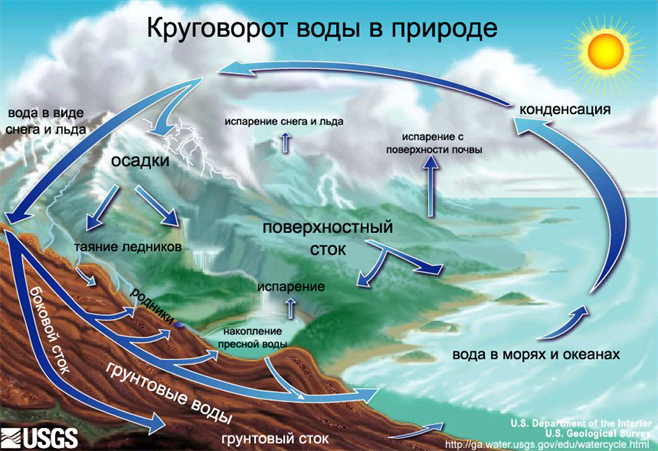 Круговорот воды в природе
вода в виде
снега и льда
испарение снега и льда
конденсация
испарение с
поверхности почвы
осадки
поверхностный
сток
таяние ледников
боковой сток
родники
испарение
накопление
пресной воды
вода в морях и океанах
грунтовые воды
грунтовый сток
U.S. Department of the Interior
U.S. Geological Survey
http://ga.water.usgs.gov/edu/watercycle.html
USGS